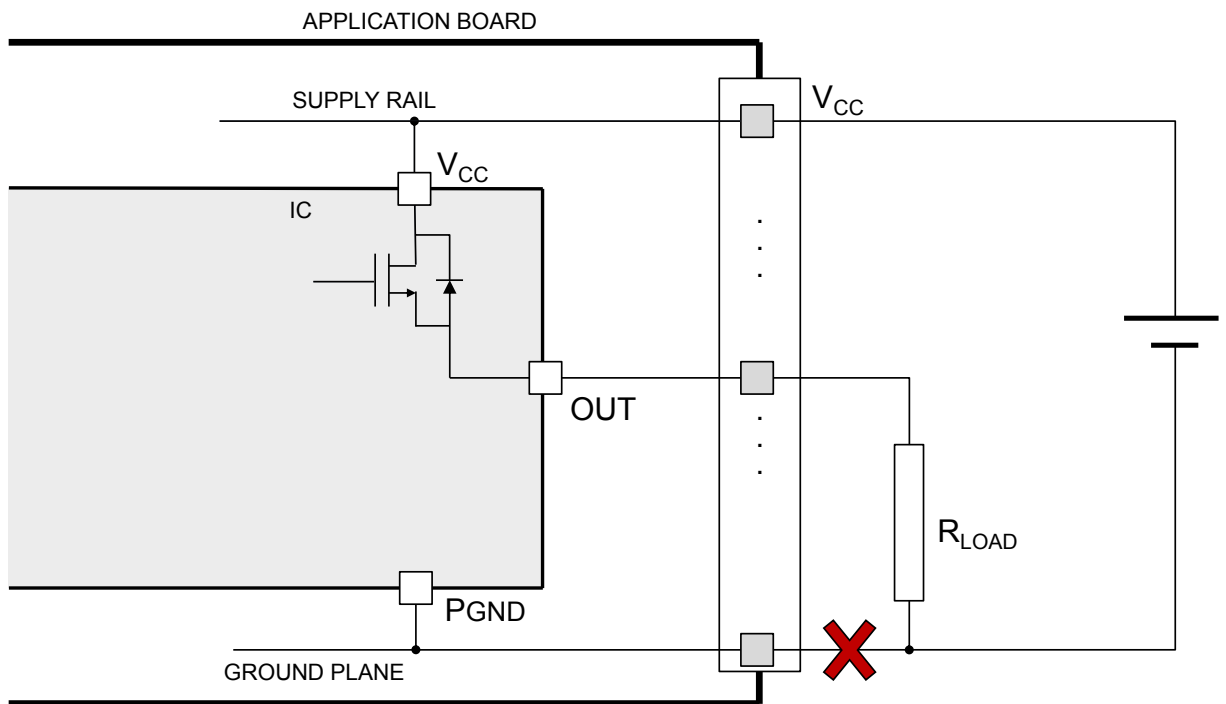 APPLICATION BOARD
SUPPLY RAIL
VCC
VCC
IC
OUT
RLOAD
PGND
GROUND PLANE